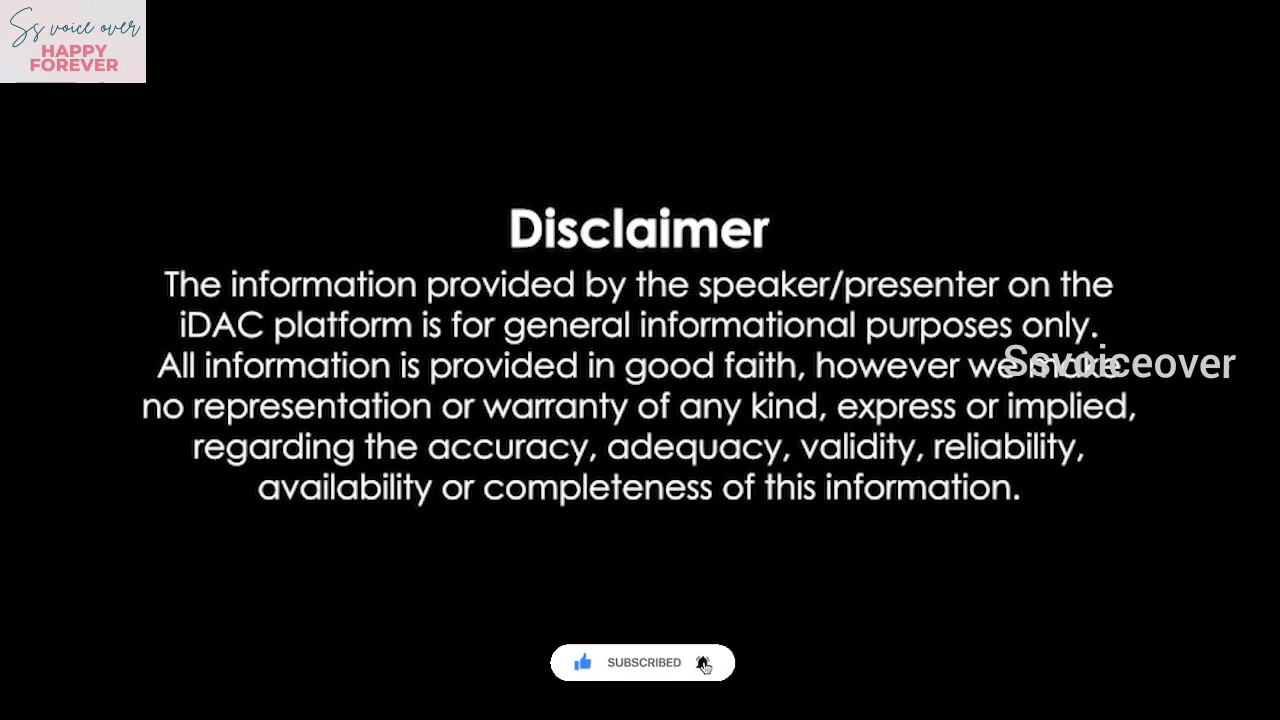 Ss voice over
HAPPY
FOREVER
Disclaimer
The information provided by the speaker/presenter on the
iDAC platform is for general informational purposes only.
All information is provided in good faith, however we make
Ssvoiceover
no representation or warranty of any kind, express or implied,
regarding the accuracy, adequacy, validity, reliability,
availability or completeness of this information.
SUBSCRIBED